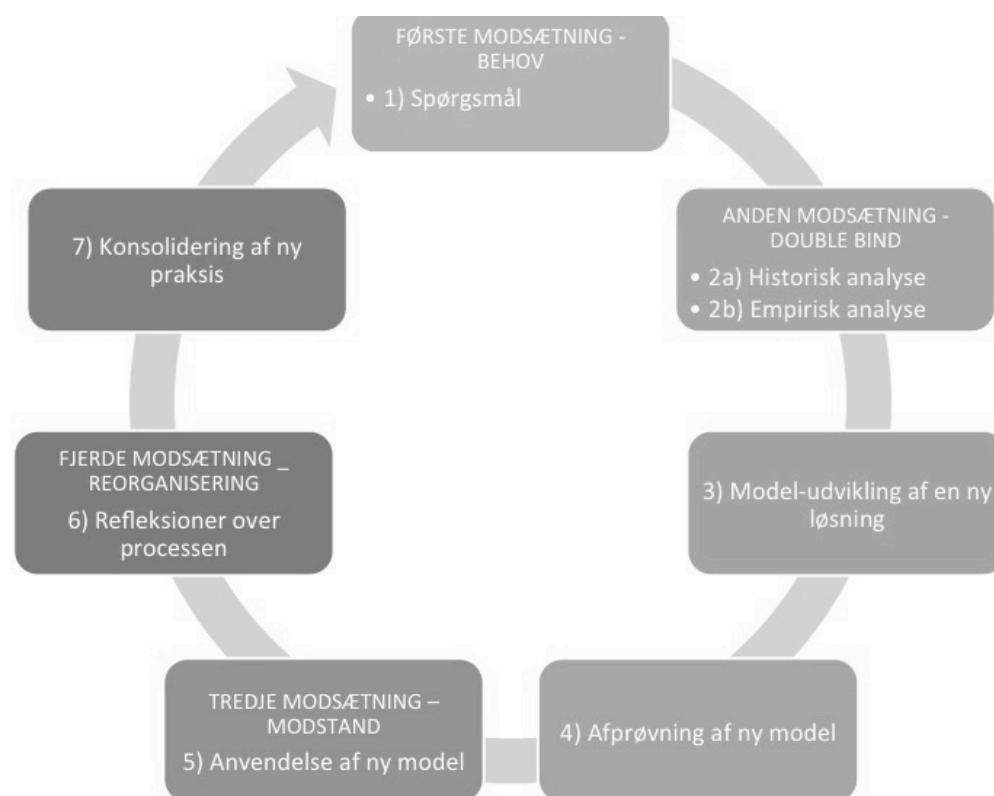 FØRSTE MODSÆTNING -
BEHOV
• 1) Spørgsmål
ANDEN MODSÆTNING -
DOUBLE BIND
• 2a) Historisk analyse
• 2b) Empirisk analyse
3) Model-udvikling af en ny
løsning
4) Afprøvning af ny model
TREDJE MODSÆTNING –
MODSTAND
5) Anvendelse af ny model
FJERDE MODSÆTNING _
REORGANISERING
6) Refleksioner over
processen
7) Konsolidering af ny
praksis